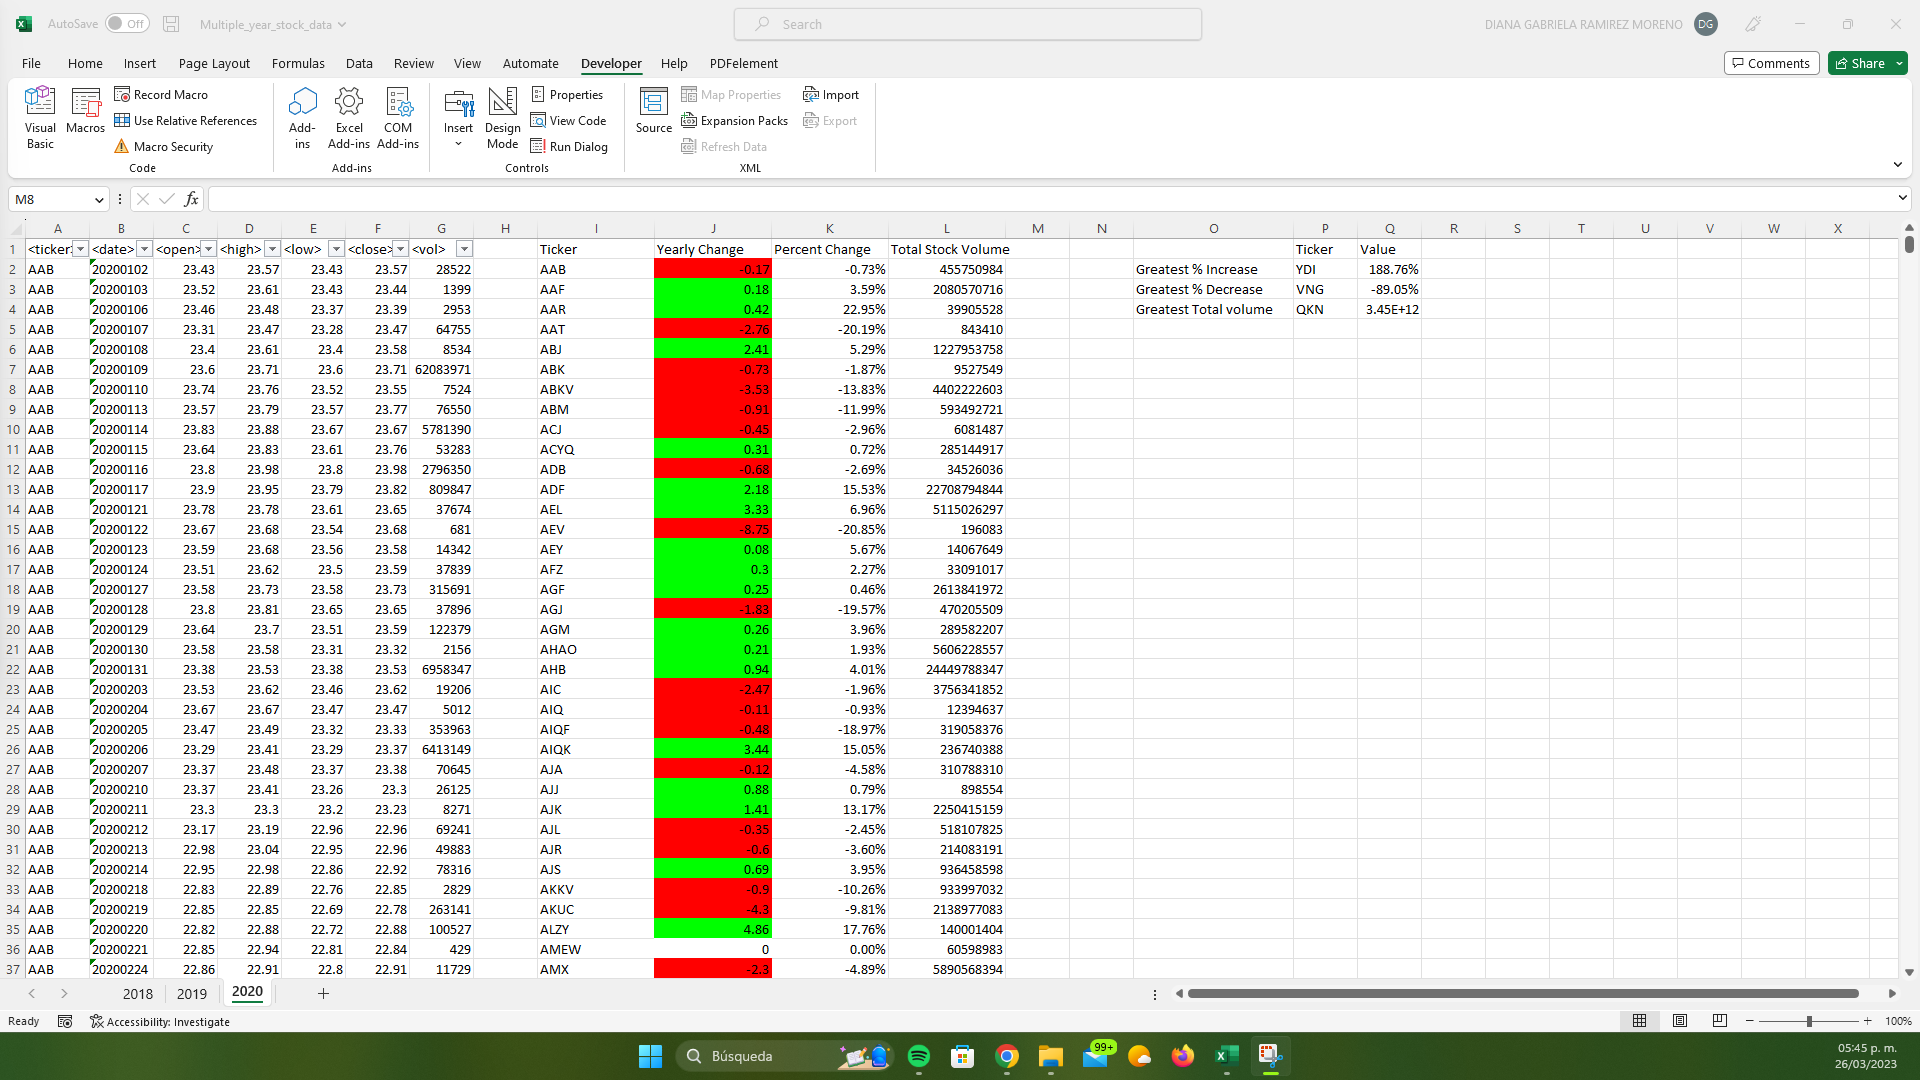 AutoSave Off Multiple_year_stock_data Search DIANA GABRIELA RAMIREZ MORENO DG
File Home Insert Page Layout Formulas Data Review View Automate Developer Help PDFelement Comments Share
Visual Basic Macros Record Macro Use Relative References Macro Security Code
Add-ins Excel Add-ins COM Add-ins Add-ins
Insert Design Mode Properties View Code Run Dialog Controls
Source Map Properties Expansion Packs Refresh Data Import Export XML
M8 fx
A B C D E F G H I J K L M N O P Q R S T U V W X
1 <ticker> <date> <open> <high> <low> <close> <vol> Ticker Yearly Change Percent Change Total Stock Volume Ticker Value
2 AAB 20200102 23.43 23.57 23.43 23.57 28522 AAB -0.17 -0.73% 455750984 Greatest % Increase YDI 188.76%
3 AAB 20200103 23.52 23.61 23.43 23.44 1399 AAF 0.18 3.59% 2080570716 Greatest % Decrease VNG -89.05%
4 AAB 20200106 23.46 23.48 23.37 23.39 2953 AAR 0.42 22.95% 39905528 Greatest Total volume QKN 3.45E+12
5 AAB 20200107 23.31 23.47 23.28 23.47 64755 AAT -2.76 -20.19% 843410
6 AAB 20200108 23.4 23.61 23.4 23.58 8534 ABJ 2.41 5.29% 1227953758
7 AAB 20200109 23.6 23.71 23.6 23.71 62083971 ABK -0.73 -1.87% 9527549
8 AAB 20200110 23.74 23.76 23.52 23.55 7524 ABKV -3.53 -13.83% 4402222603
9 AAB 20200113 23.57 23.79 23.57 23.77 76550 ABM -0.91 -11.99% 593492721
10 AAB 20200114 23.83 23.88 23.67 23.67 5781390 ACJ -0.45 -2.96% 6081487
11 AAB 20200115 23.64 23.83 23.61 23.76 53283 ACYQ 0.31 0.72% 285144917
12 AAB 20200116 23.8 23.98 23.8 23.98 2796350 ADB -0.68 -2.69% 34526036
13 AAB 20200117 23.9 23.95 23.79 23.82 809847 ADF 2.18 15.53% 22708794844
14 AAB 20200121 23.78 23.78 23.61 23.65 37674 AEL 3.33 6.96% 5115026297
15 AAB 20200122 23.67 23.68 23.54 23.68 681 AEV -8.75 -20.85% 196083
16 AAB 20200123 23.59 23.68 23.56 23.58 14342 AEY 0.08 5.67% 14067649
17 AAB 20200124 23.51 23.62 23.5 23.59 37839 AFZ 0.3 2.27% 33091017
18 AAB 20200127 23.58 23.73 23.58 23.73 315691 AGF 0.25 0.46% 2613841972
19 AAB 20200128 23.8 23.81 23.65 23.65 37896 AGJ -1.83 -19.57% 470205509
20 AAB 20200129 23.64 23.7 23.51 23.59 122379 AGM 0.26 3.96% 289582207
21 AAB 20200130 23.58 23.58 23.31 23.32 2156 AHAO 0.21 1.93% 5606228557
22 AAB 20200131 23.38 23.53 23.38 23.53 6958347 AHB 0.94 4.01% 24449788347
23 AAB 20200203 23.53 23.62 23.46 23.62 19206 AIC -2.47 -1.96% 3756341852
24 AAB 20200204 23.67 23.67 23.47 23.47 5012 AIQ -0.11 -0.93% 12394637
25 AAB 20200205 23.47 23.49 23.32 23.33 353963 AIQF -0.48 -18.97% 319058376
26 AAB 20200206 23.29 23.41 23.29 23.37 6413149 AIQK 3.44 15.05% 236740388
27 AAB 20200207 23.37 23.48 23.37 23.38 70645 AJA -0.12 -4.58% 310788310
28 AAB 20200210 23.37 23.41 23.26 23.3 26125 AJJ 0.88 0.79% 898554
29 AAB 20200211 23.3 23.3 23.2 23.23 8271 AJK 1.41 13.17% 2250415159
30 AAB 20200212 23.17 23.19 22.96 22.96 69241 AJL -0.35 -2.45% 518107825
31 AAB 20200213 22.98 23.04 22.95 22.96 49883 AJR -0.6 -3.60% 214083191
32 AAB 20200214 22.95 22.98 22.86 22.92 78316 AJS 0.69 3.95% 936458598
33 AAB 20200218 22.83 22.89 22.76 22.85 2829 AKKV -0.9 -10.26% 933997032
34 AAB 20200219 22.85 22.85 22.69 22.78 263141 AKUC -4.3 -9.81% 2138977083
35 AAB 20200220 22.82 22.88 22.72 22.88 100527 ALZY 4.86 17.76% 140001404
36 AAB 20200221 22.85 22.94 22.81 22.84 429 AMEW 0 0.00% 60598983
37 AAB 20200224 22.86 22.91 22.8 22.91 11729 AMX -2.3 -4.89% 5890568394
2018 2019 2020
Ready Accessibility: Investigate 100%
Búsqueda 99+ 05:45 p. m.
26/03/2023